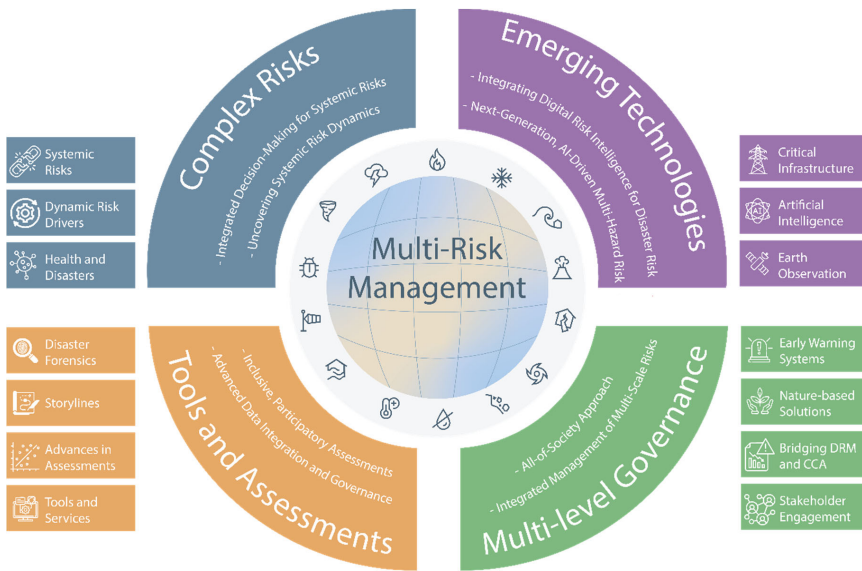 Complex Risks
- Integrated Decision-Making for Systemic Risks
- Uncovering Systemic Risk Dynamics
Emerging Technologies
- Integrating Digital Risk Intelligence for Disaster Risk
- Next-Generation, AI-Driven Multi-Hazard Risk
Systemic
Risks
Dynamic Risk
Drivers
Health and
Disasters
Critical
Infrastructure
AI
Artificial
Intelligence
Earth
Observation
Multi-Risk
Management
Disaster
Forensics
Storylines
Advances in
Assessments
Tools and
Services
Tools and Assessments
- Inclusive, Participatory Assessments
- Advanced Data Integration and Governance
Multi-level Governance
- All-of-Society Approach
- Integrated Management of Multi-Scale Risks
Early Warning
Systems
Nature-based
Solutions
Bridging DRM
and CCA
Stakeholder
Engagement